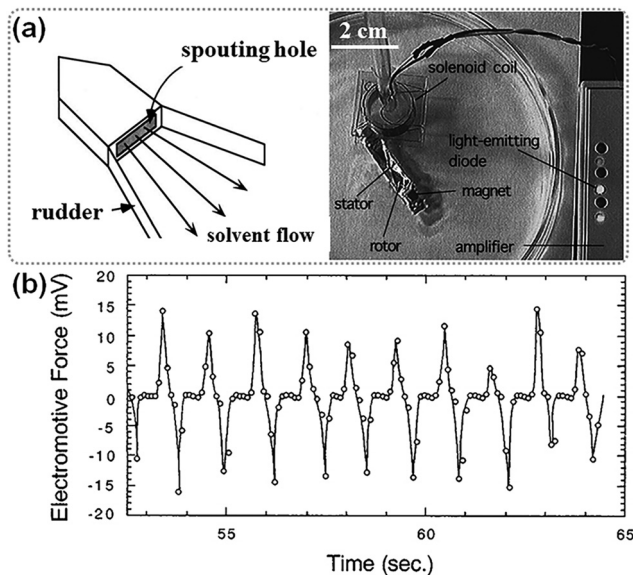 (a)
spouting hole
rudder
solvent flow
2 cm
solenoid coil
light-emitting
diode
stator
magnet
rotor
amplifier
(b)
Electromotive Force (mV)
20
15
10
5
0
-5
-10
-15
-20
55
60
65
Time (sec.)